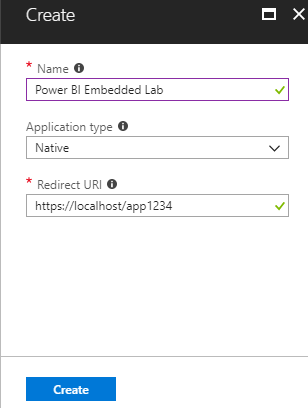 Create
* Name
Power BI Embedded Lab
Application type
Native
* Redirect URI
https://localhost/app1234
Create